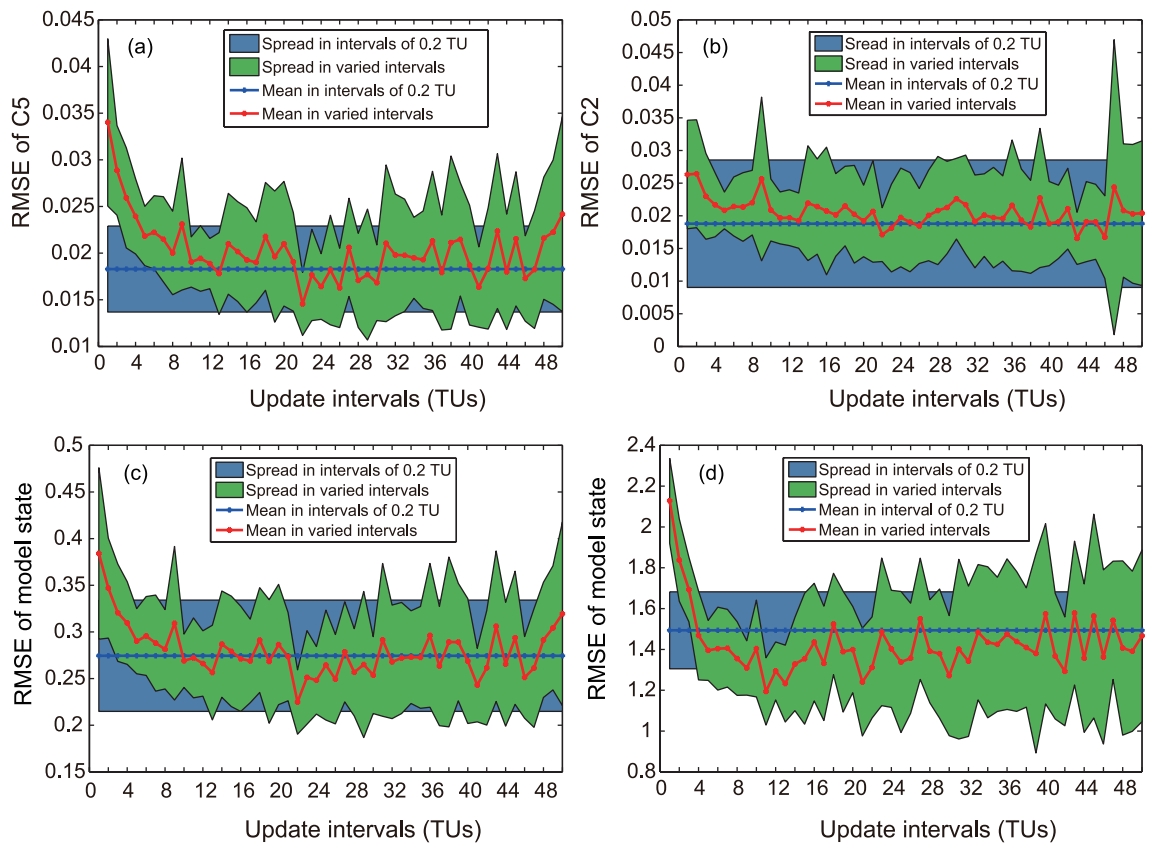 (a)
Spread in intervals of 0.2 TU
Spread in varied intervals
Mean in intervals of 0.2 TU
Mean in varied intervals
RMSE of C5
0.045
0.04
0.035
0.03
0.025
0.02
0.015
0.01
0 4 8 12 16 20 24 28 32 36 40 44 48
Update intervals (TUs)
(b)
Sread in intervals of 0.2 TU
Sread in varied intervals
Mean in intervals of 0.2 TU
Mean in varied intervals
RMSE of C2
0.05
0.045
0.04
0.035
0.03
0.025
0.02
0.015
0.01
0.005
0
0 4 8 12 16 20 24 28 32 36 40 44 48
Update intervals (TUs)
(c)
Spread in intervals of 0.2 TU
Spread in varied intervals
Mean in interval of 0.2 TU
Mean in varied intervals
RMSE of model state
0.5
0.45
0.4
0.35
0.3
0.25
0.2
0.15
0 4 8 12 16 20 24 28 32 36 40 44 48
Update intervals (TUs)
(d)
Spread in intervals of 0.2 TU
Spread in varied intervals
Mean in interval of 0.2 TU
Mean in varied intervals
RMSE of model state
2.4
2.2
2
1.8
1.6
1.4
1.2
1
0.8
0 4 8 12 16 20 24 28 32 36 40 44 48
Update intervals (TUs)